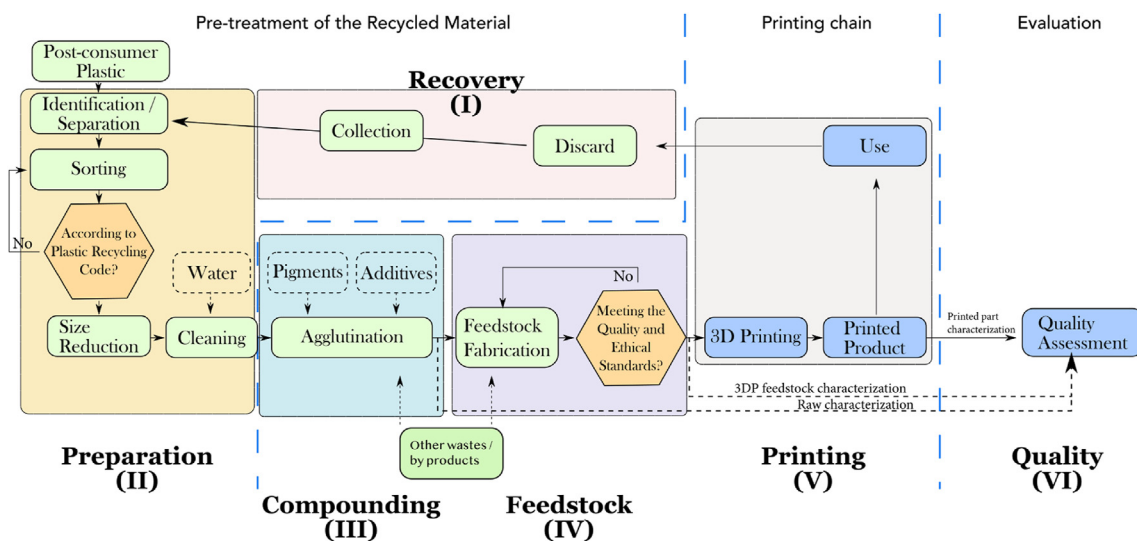 Pre-treatment of the Recycled Material
Printing chain
Evaluation
Post-consumer
Plastic
Recovery
(I)
Identification /
Separation
Collection
Discard
Use
Sorting
No
According to
Plastic Recycling
Code?
Water
Pigments
Additives
No
Meeting the
Quality and
Ethical
Standards?
Size
Reduction
Cleaning
Agglutination
Feedstock
Fabrication
3D Printing
Printed
Product
Printed part
characterization)
Quality
Assessment
3DP feedstock characterization
Raw characterization
Other wastes /
by products
Preparation
(II)
Compounding
(III)
Feedstock
(IV)
Printing
(V)
Quality
(VI)